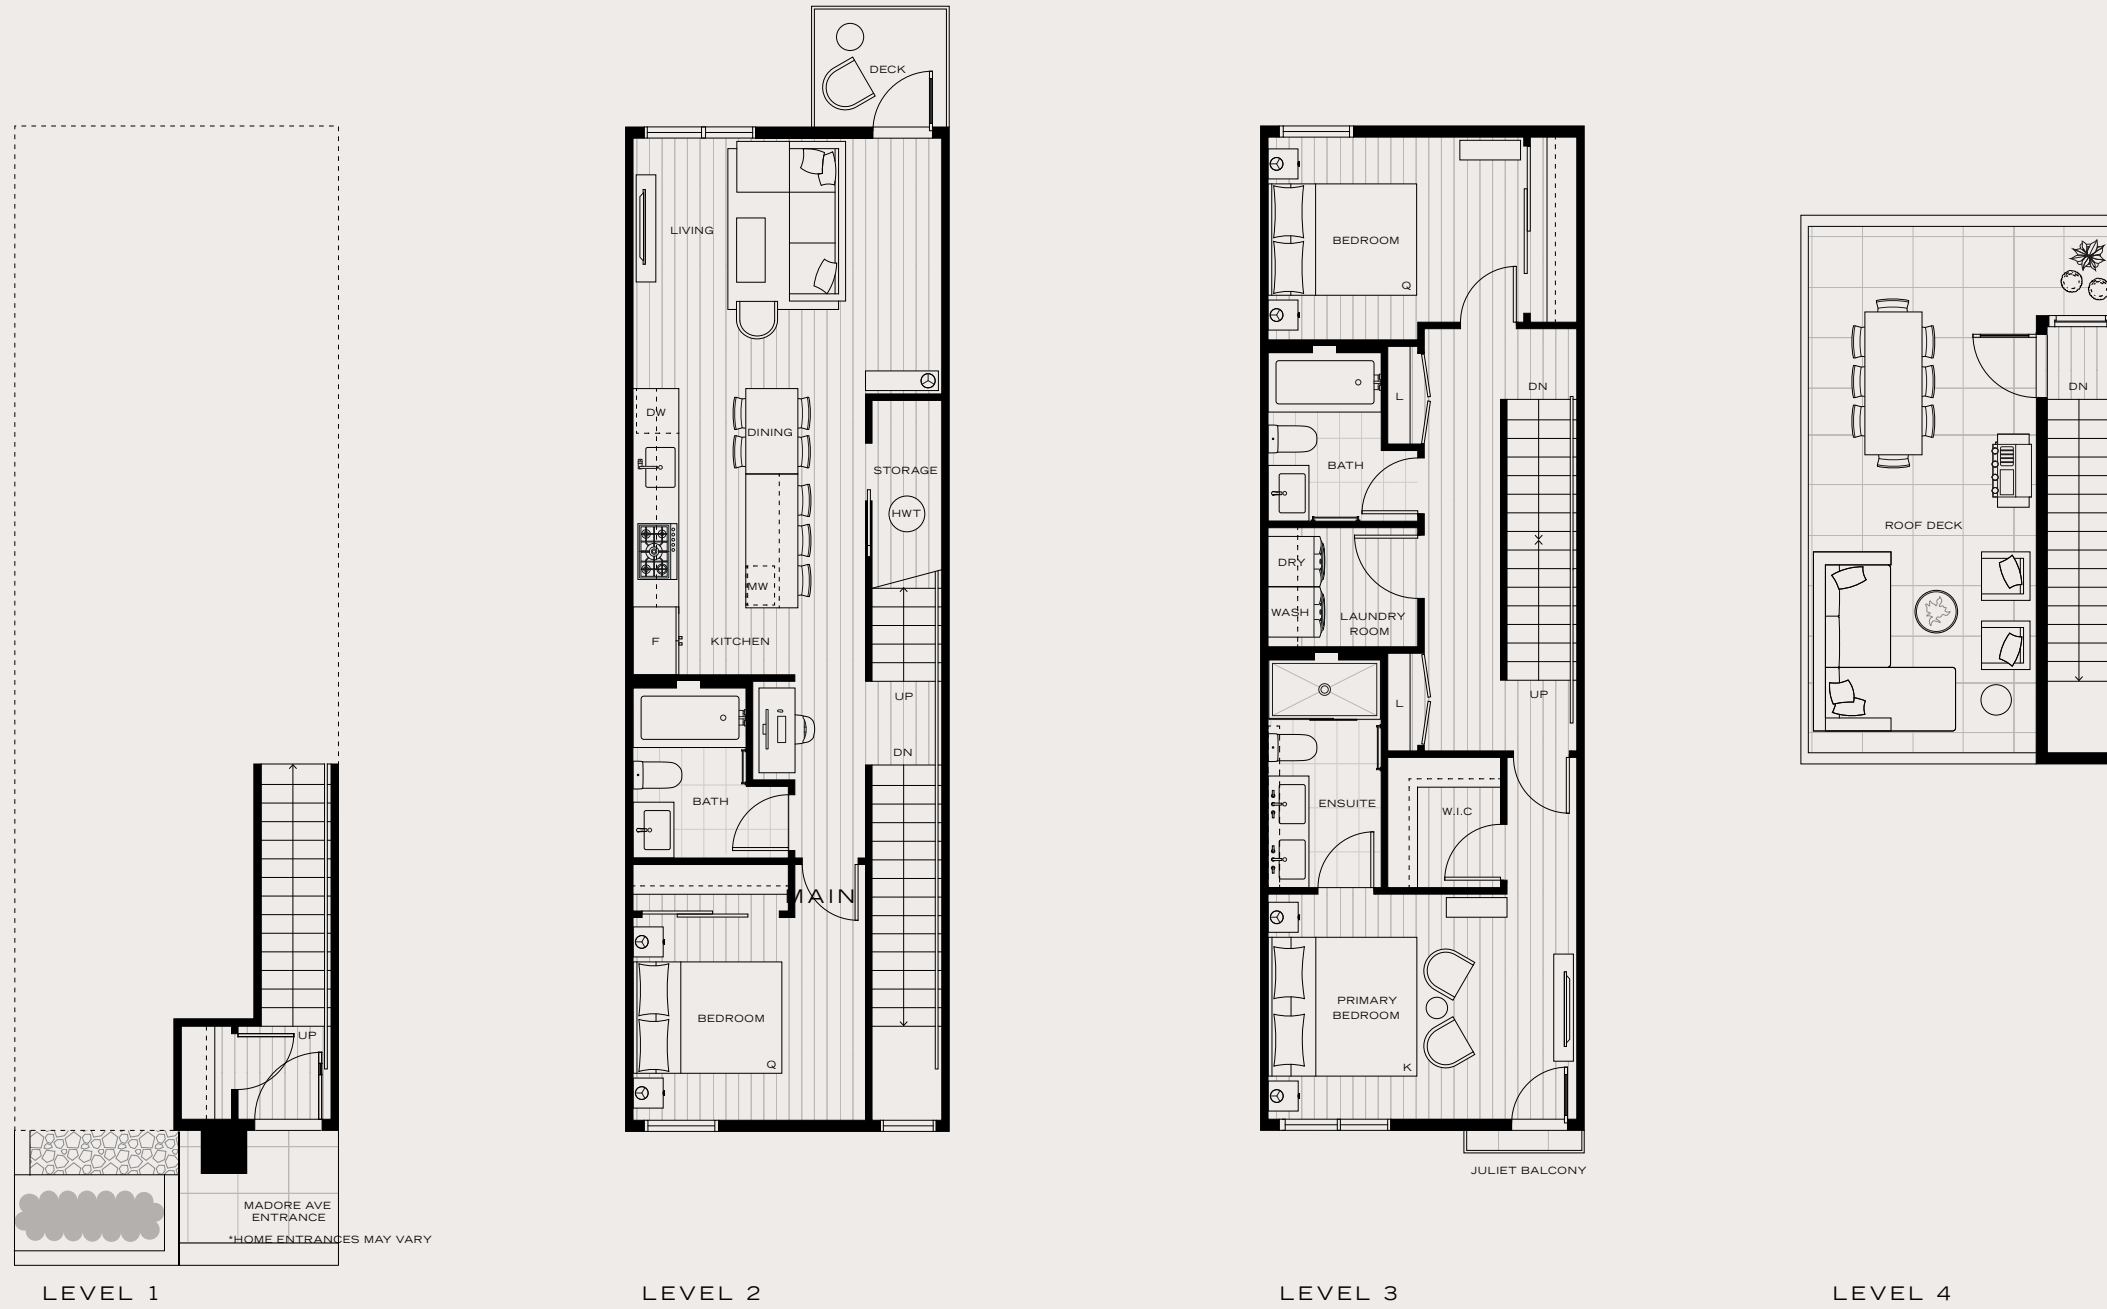 UP
MADORE AVE
ENTRANCE
*HOME ENTRANCES MAY VARY
LEVEL 1
DECK
LIVING
DW
DINING
STORAGE
HWT
MW
F
KITCHEN
UP
DN
BATH
MAIN
BEDROOM
Q
LEVEL 2
BEDROOM
Q
DN
L
BATH
DRY
WASH
LAUNDRY
ROOM
L
UP
ENSUITE
W.I.C
PRIMARY
BEDROOM
K
JULIET BALCONY
LEVEL 3
DN
ROOF DECK
LEVEL 4